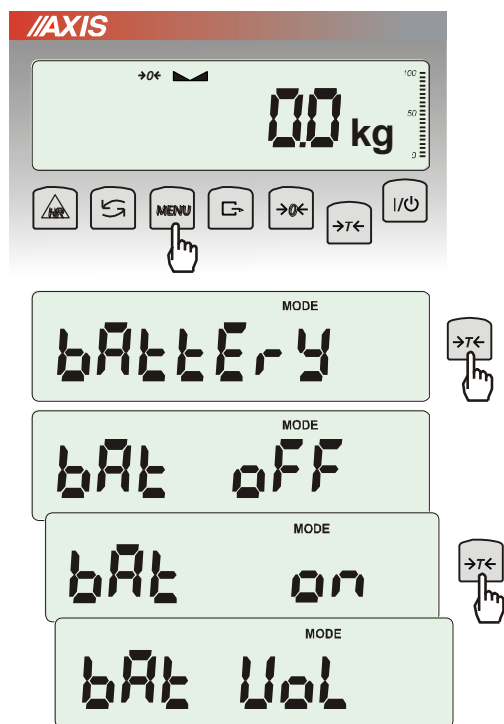 //AXIS
→0←
100
50
0
0.0 kg
HR
MENU
→0←
→T←
I/⏻
MODE
bAttErY
→T←
MODE
bAt oFF
MODE
bAt on
→T←
MODE
bAt UoL